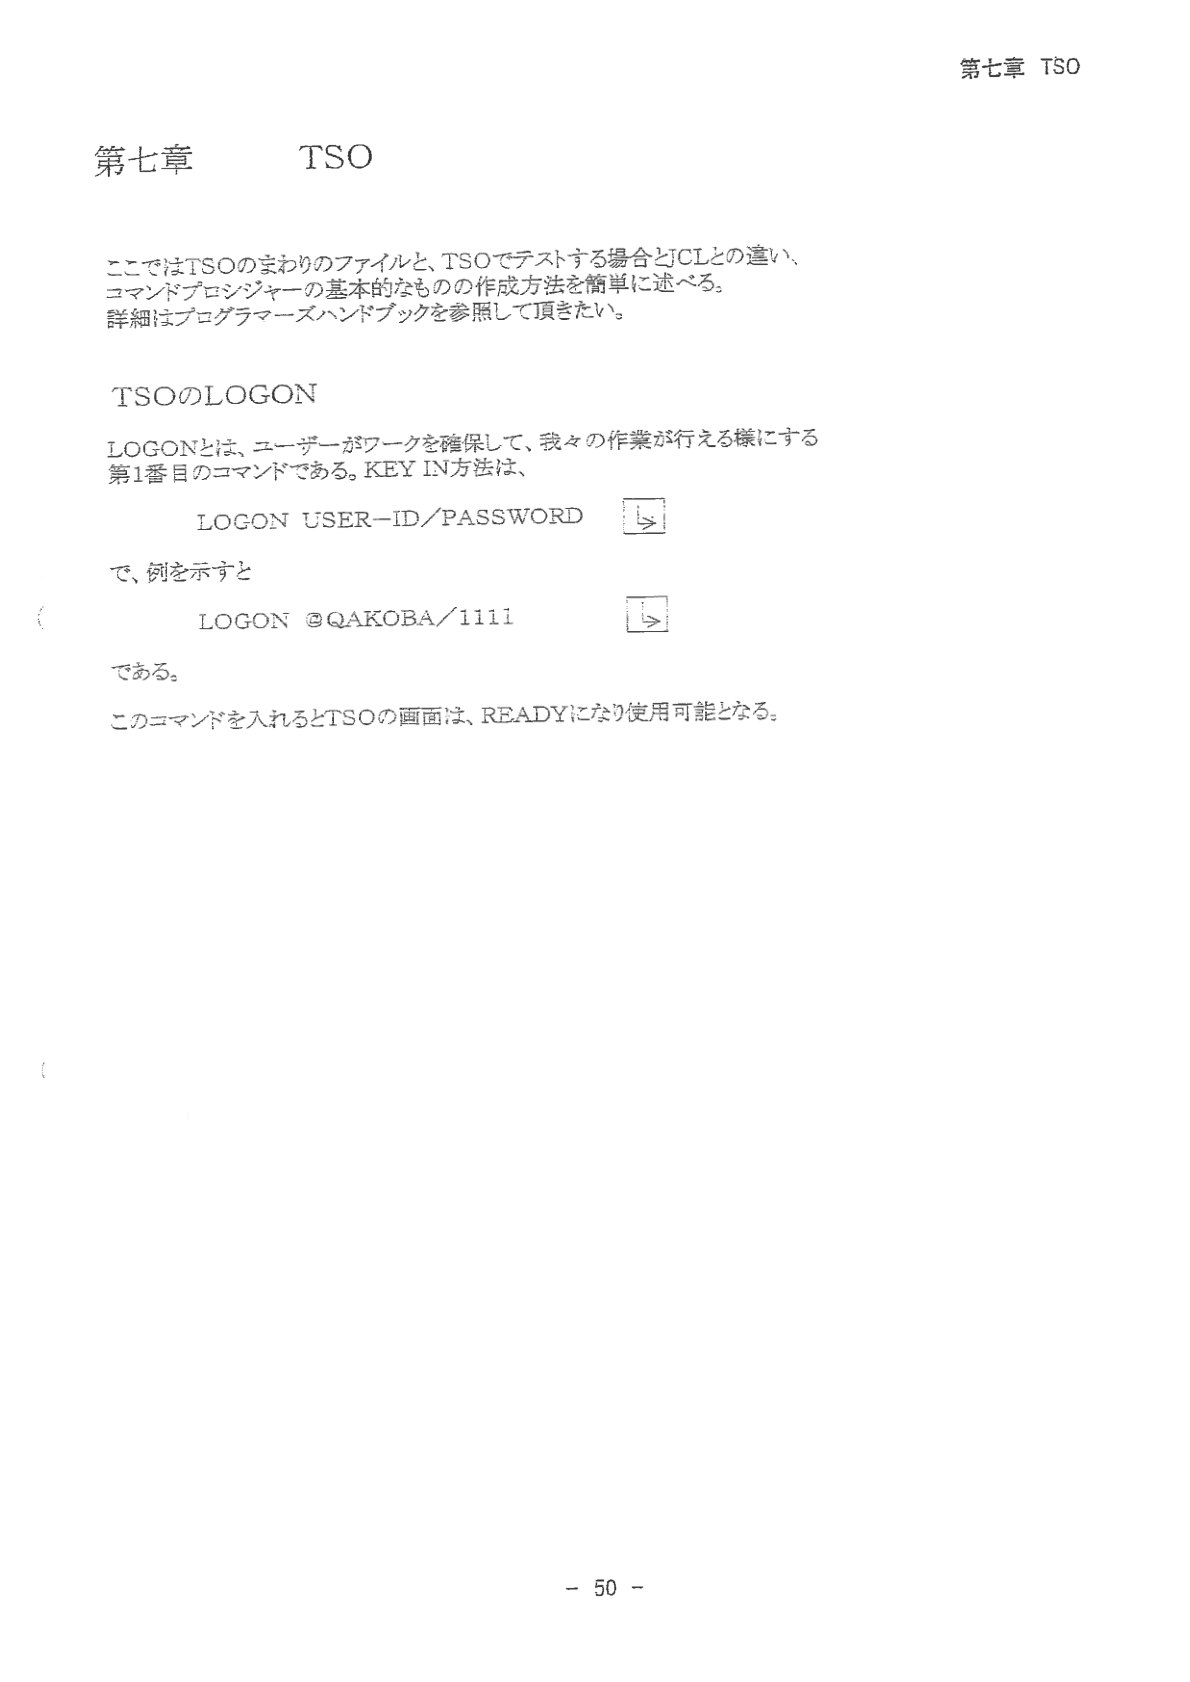 第七章 TSO
第七章 TSO
ここではTSOのまわりのファイルと、TSOでテストする場合とJCLとの違い、
コマンドプロシジャーの基本的なものの作成方法を簡単に述べる。
詳細はプログラマーズハンドブックを参照して頂きたい。
TSOのLOGON
LOGONとは、ユーザーがワークを確保して、我々の作業が行える様にする
第1番目のコマンドである。KEY IN方法は、
LOGON USER－ID／PASSWORD
で、例を示すと
LOGON @QAKOBA／1111
である。
このコマンドを入れるとTSOの画面は、READYになり使用可能となる。
－ 50 －